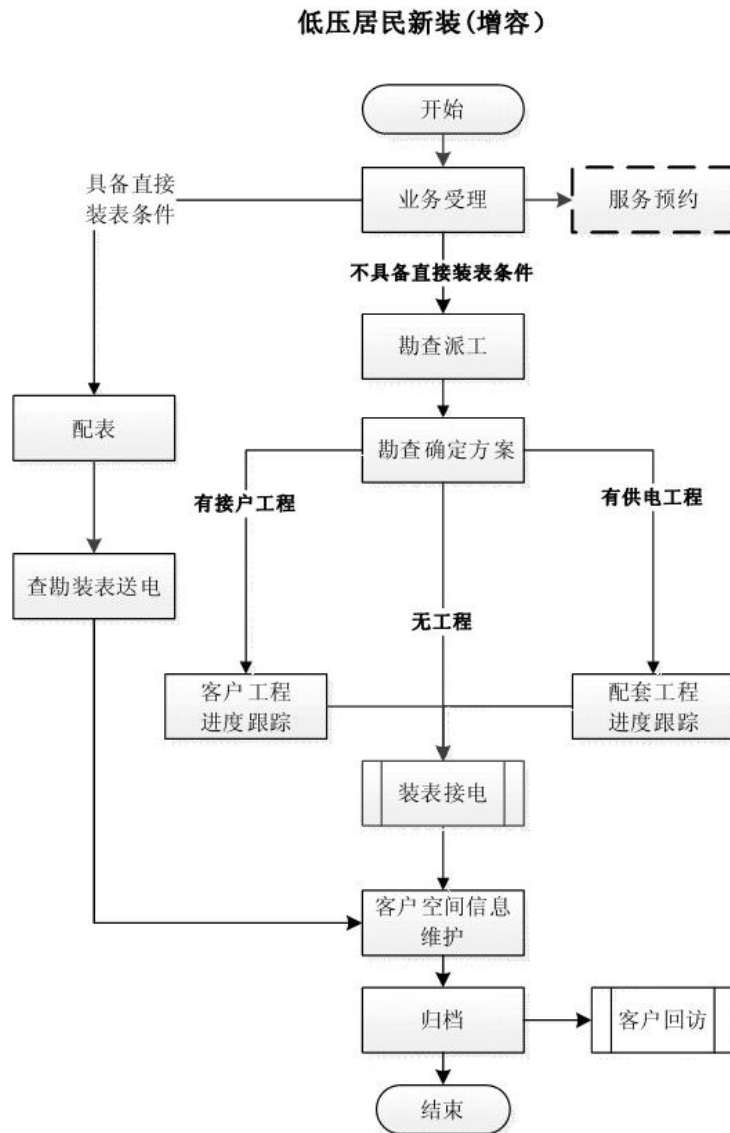 低压居民新装(增容）
开始
具备直接
装表条件
业务受理
服务预约
不具备直接装表条件
勘查派工
配表
勘查确定方案
有接户工程
有供电工程
查勘装表送电
无工程
客户工程
进度跟踪
配套工程
进度跟踪
装表接电
客户空间信息
维护
归档
客户回访
结束